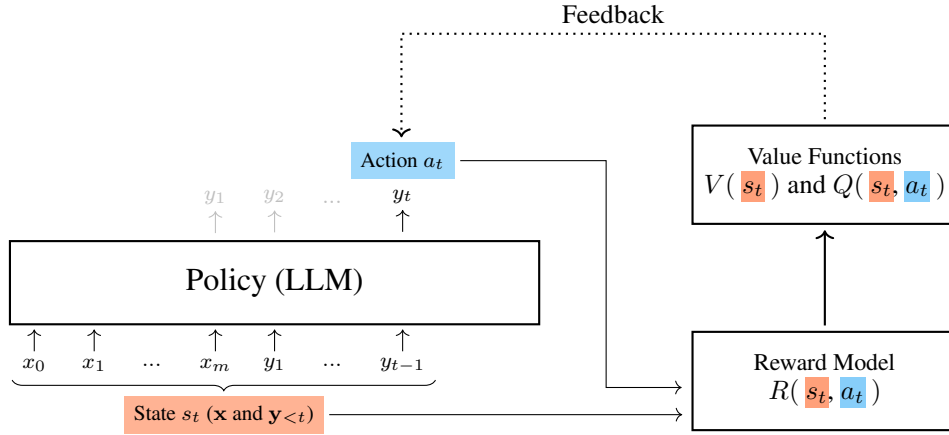 Feedback
Value Functions
V(s_t) and Q(s_t, a_t)
Action a_t
y_1 y_2 ... y_t
Policy (LLM)
x_0 x_1 ... x_m y_1 ... y_{t−1}
Reward Model
R(s_t, a_t)
State s_t (x and y_{<t})